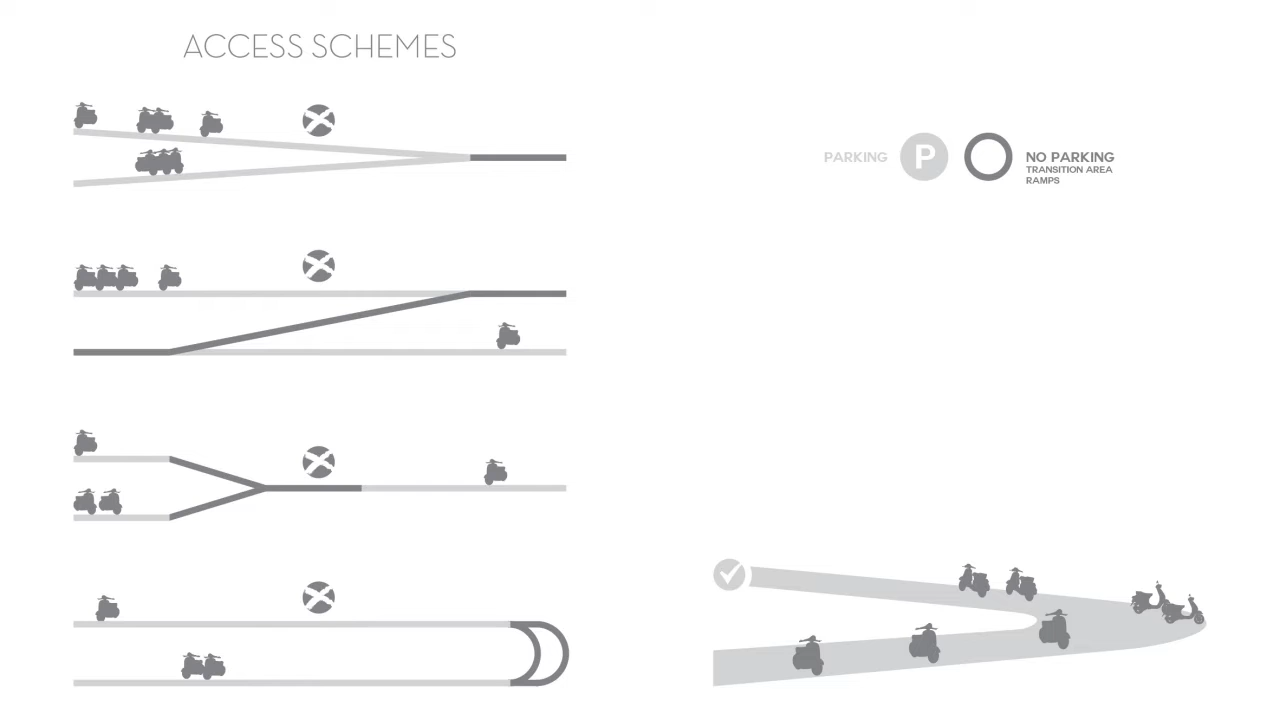 ACCESS SCHEMES
PARKING
P
NO PARKING
TRANSITION AREA
RAMPS